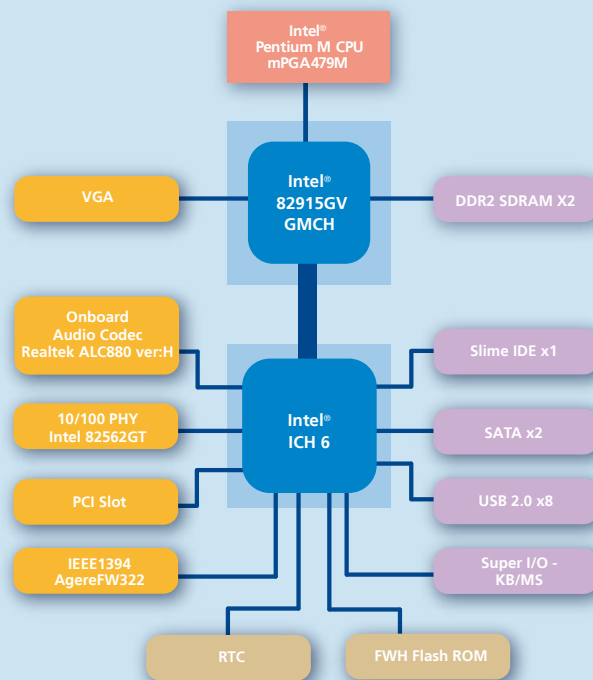 Intel®
Pentium M CPU
mPGA479M
Intel®
82915GV
GMCH
VGA
DDR2 SDRAM X2
Onboard
Audio Codec
Realtek ALC880 ver:H
Slime IDE x1
Intel®
ICH 6
10/100 PHY
Intel 82562GT
SATA x2
PCI Slot
USB 2.0 x8
IEEE1394
AgereFW322
Super I/O -
KB/MS
RTC
FWH Flash ROM